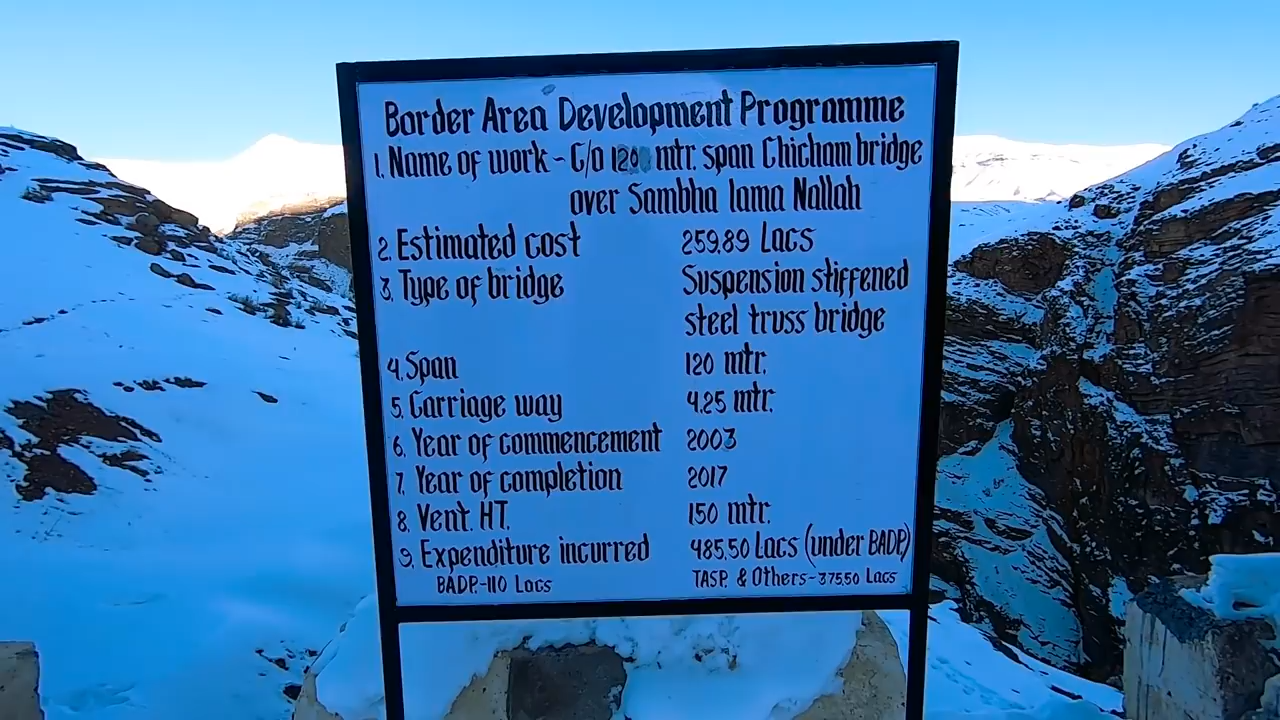 Border Area Development Programme
1. Name of work - C/o 120 mtr. span Chicham bridge
over Sambha lama Nallah
2. Estimated cost 259.89 Lacs
3. Type of bridge Suspension stiffened
steel truss bridge
4. Span 120 mtr.
5. Carriage way 4.25 mtr.
6. Year of commencement 2003
7. Year of completion 2017
8. Vent. HT. 150 mtr.
9. Expenditure incurred 485.50 Lacs (under BADP)
BADP.-110 Lacs TASP. & Others-375.50 Lacs